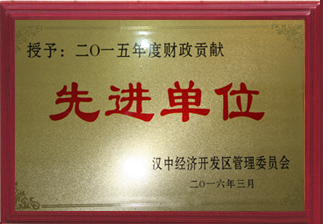 授予：二〇一五年度财政贡献
先进单位
汉中经济开发区管理委员会
二〇一六年三月